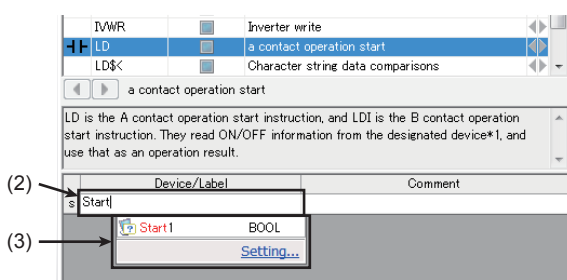 IVWR Inverter write
LD a contact operation start
LD$< Character string data comparisons
a contact operation start
LD is the A contact operation start instruction, and LDI is the B contact operation
start instruction. They read ON/OFF information from the designated device*1, and
use that as an operation result.
Device/Label Comment
(2)
s Start
Start1 BOOL
(3)
Setting...